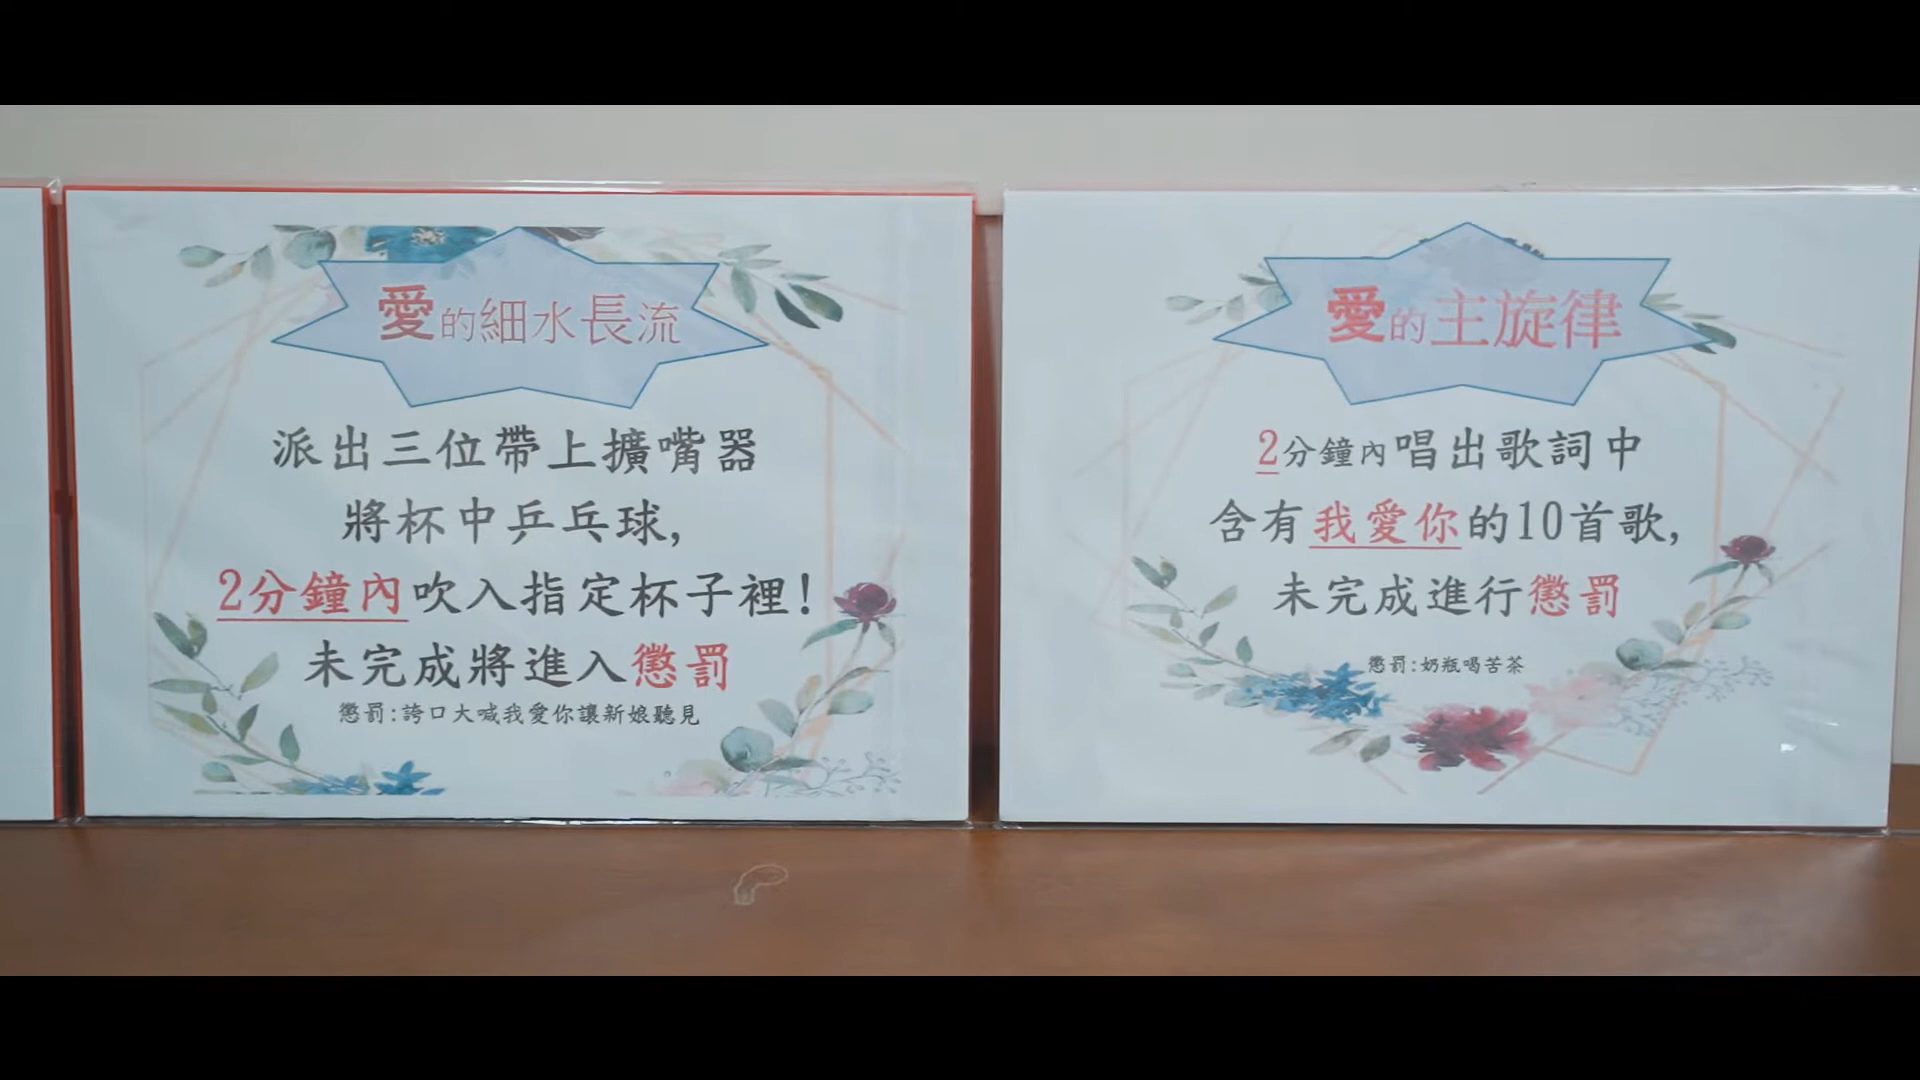 愛的細水長流
派出三位帶上擴嘴器
將杯中乒乓球,
2分鐘內吹入指定杯子裡!
未完成將進入懲罰
懲罰:誇口大喊我愛你讓新娘聽見
愛的主旋律
2分鐘內唱出歌詞中
含有我愛你的10首歌,
未完成進行懲罰
懲罰:奶瓶喝苦茶